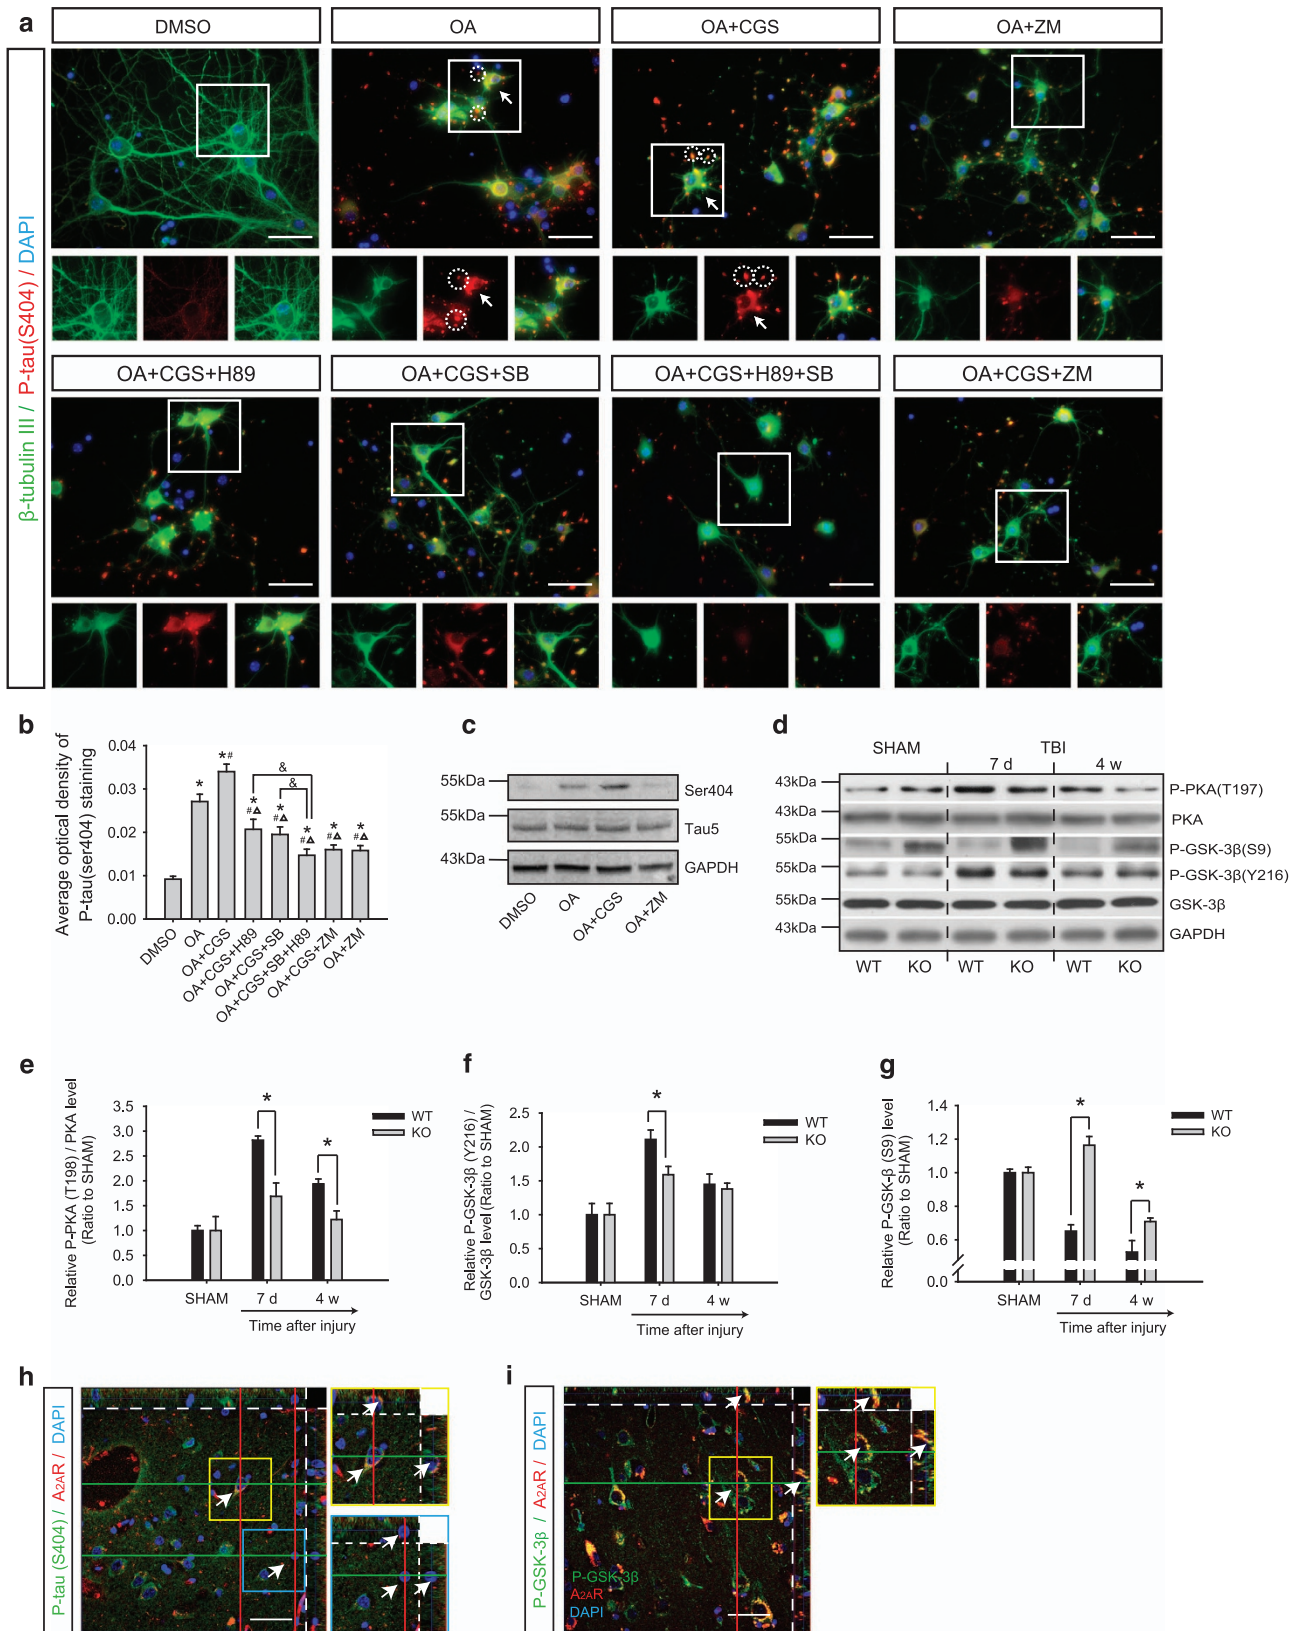 a
DMSO
OA
OA+CGS
OA+ZM
β-tubulin III / P-tau(S404) / DAPI
OA+CGS+H89
OA+CGS+SB
OA+CGS+H89+SB
OA+CGS+ZM
b
Average optical density of
P-tau(ser404) staining
0.04
0.03
0.02
0.01
0.00
*
*#
*
#Δ
*
#Δ
*
#Δ
*
#Δ
*
#Δ
&
&
DMSO
OA
OA+CGS
OA+CGS+H89
OA+CGS+SB
OA+CGS+SB+H89
OA+CGS+ZM
OA+ZM
c
55kDa
55kDa
43kDa
Ser404
Tau5
GAPDH
DMSO
OA
OA+CGS
OA+ZM
d
SHAM
TBI
7 d
4 w
43kDa
43kDa
55kDa
55kDa
55kDa
43kDa
P-PKA(T197)
PKA
P-GSK-3β(S9)
P-GSK-3β(Y216)
GSK-3β
GAPDH
WT
KO
WT
KO
WT
KO
e
Relative P-PKA (T198) / PKA level
(Ratio to SHAM)
3.5
3.0
2.5
2.0
1.5
1.0
0.5
0.0
*
*
WT
KO
SHAM
7 d
4 w
Time after injury
f
Relative P-GSK-3β (Y216) /
GSK-3β level (Ratio to SHAM)
2.5
2.0
1.5
1.0
0.5
0.0
*
WT
KO
SHAM
7 d
4 w
Time after injury
g
Relative P-GSK-β (S9) level
(Ratio to SHAM)
1.4
1.2
1.0
0.8
0.6
0.0
*
*
WT
KO
SHAM
7 d
4 w
Time after injury
h
P-tau (S404) / A2AR / DAPI
i
P-GSK-3β / A2AR / DAPI
P-GSK-3β
A2AR
DAPI